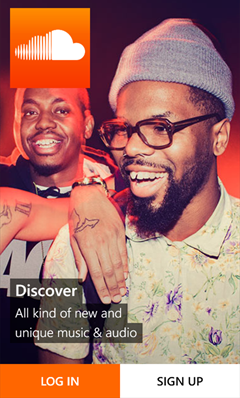 Discover
All kind of new and
unique music & audio
LOG IN
SIGN UP